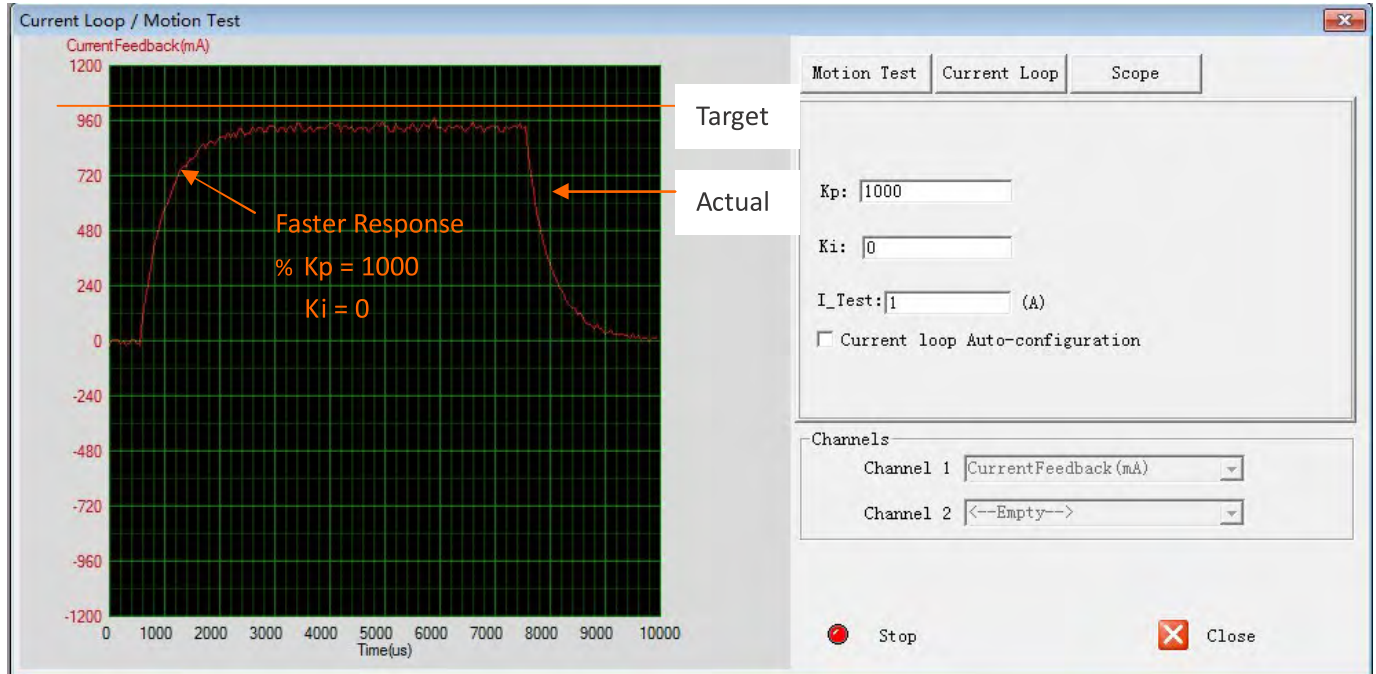 Current Loop / Motion Test
CurrentFeedback(mA)
1200
960
720
480
240
0
-240
-480
-720
-960
-1200
0 1000 2000 3000 4000 5000 6000 7000 8000 9000 10000
Time(us)
Target
Actual
Faster Response
% Kp = 1000
Ki = 0
Motion Test Current Loop Scope
Kp: 1000
Ki: 0
I_Test: 1 (A)
Current loop Auto-configuration
Channels
Channel 1 CurrentFeedback(mA)
Channel 2 <--Empty-->
Stop Close